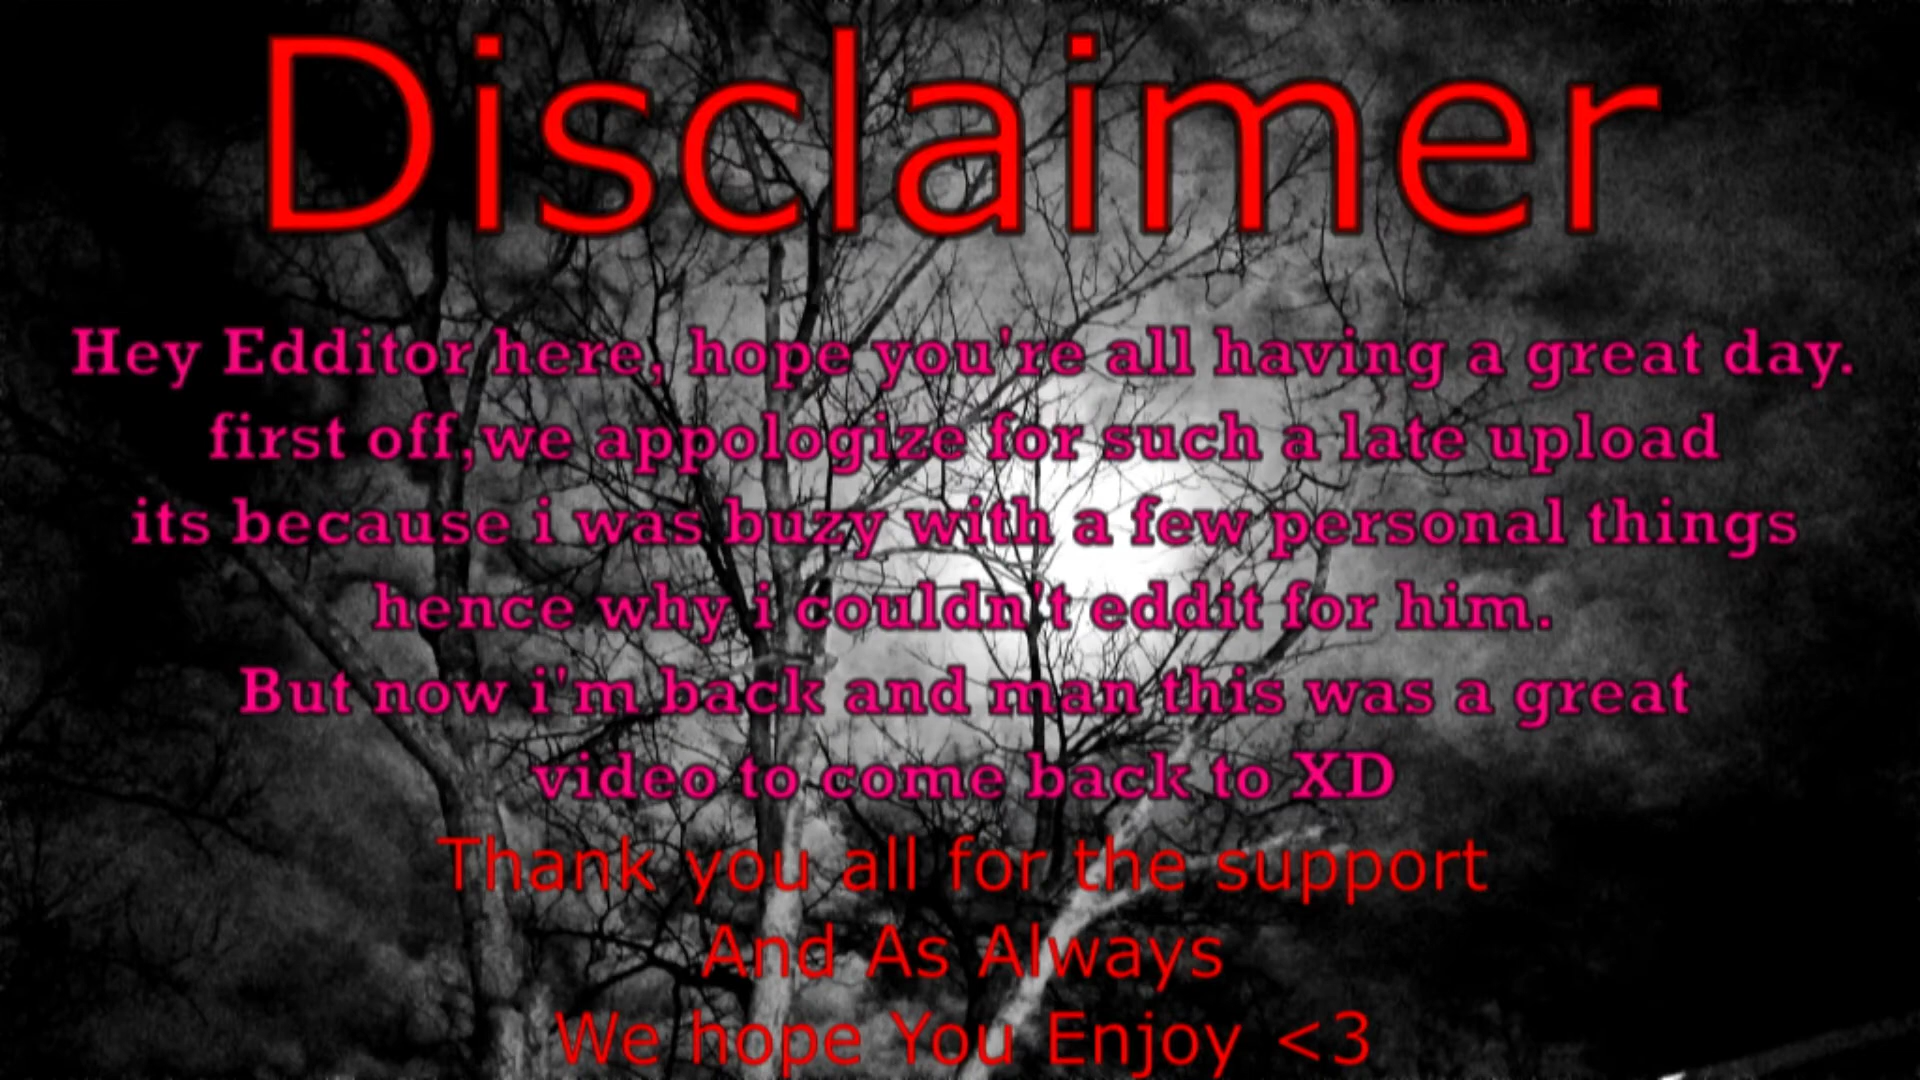 Disclaimer
Hey Edditor here, hope you're all having a great day.
first off,we appologize for such a late upload
its because i was buzy with a few personal things
hence why i couldn't eddit for him.
But now i'm back and man this was a great
video to come back to XD
Thank you all for the support
And As Always
We hope You Enjoy <3